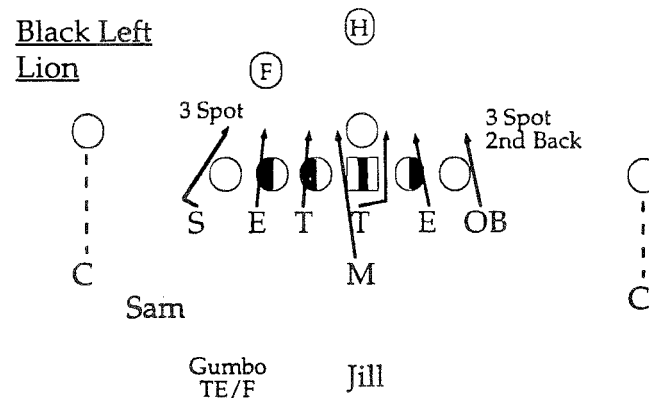 Black Left
Lion
H
F
3 Spot
3 Spot
2nd Back
S E T T E OB
C
M
C
Sam
Gumbo
TE/F
Jill